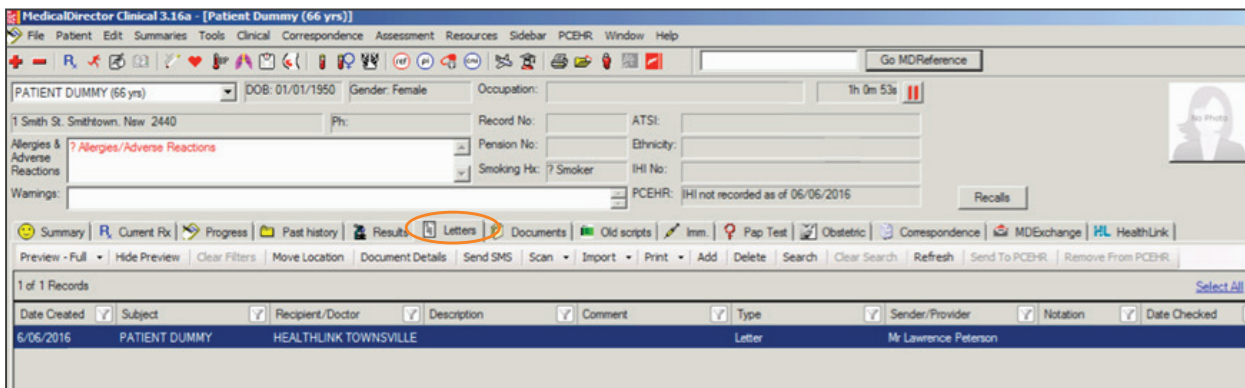 MedicalDirector Clinical 3.16a - [Patient Dummy (66 yrs)]
File Patient Edit Summaries Tools Clinical Correspondence Assessment Resources Sidebar PCEHR Window Help
Go MDReference
PATIENT DUMMY (66 yrs) DOB: 01/01/1950 Gender: Female Occupation: 1h 0m 53s
No Photo
1 Smith St. Smithtown. Nsw 2440 Ph: Record No: ATSI:
Allergies & Adverse Reactions ? Allergies/Adverse Reactions Pension No: Ethnicity:
Smoking Hx: ? Smoker IHI No:
Warnings: PCEHR: IHI not recorded as of 06/06/2016 Recalls
Summary Current Rx Progress Past history Results Letters Documents Old scripts Imm. Pap Test Obstetric Correspondence MDExchange HL HealthLink
Preview - Full Hide Preview Clear Filters Move Location Document Details Send SMS Scan Import Print Add Delete Search Clear Search Refresh Send To PCEHR Remove From PCEHR
1 of 1 Records Select All
Date Created Subject Recipient/Doctor Description Comment Type Sender/Provider Notation Date Checked
6/06/2016 PATIENT DUMMY HEALTHLINK TOWNSVILLE Letter Mr Lawrence Peterson